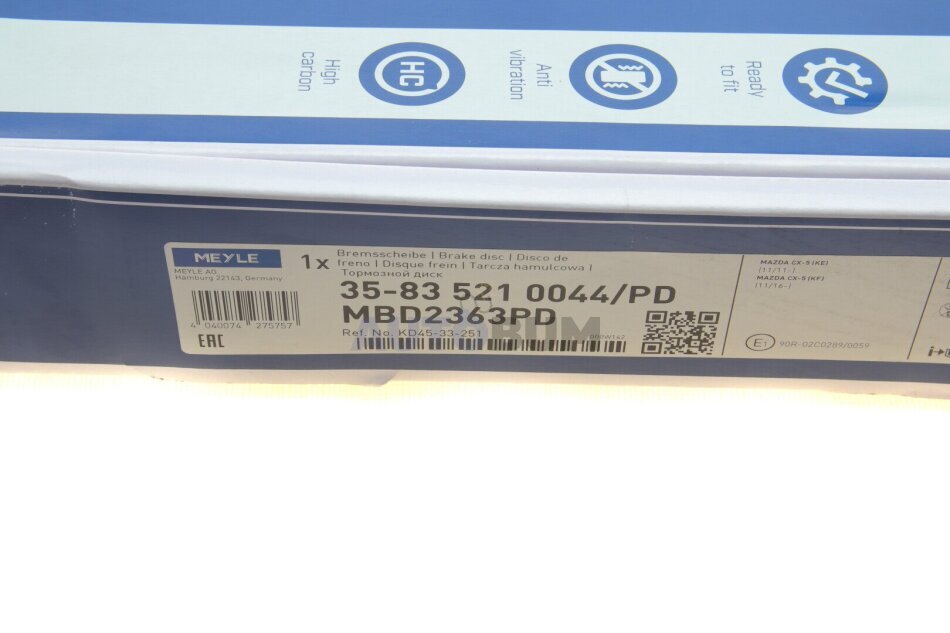 High
carbon
HC
Anti
vibration
Ready
to fit
MEYLE
MEYLE AG
Hamburg 22143, Germany
4 040074 275757
EAC
1x
Bremsscheibe | Brake disc | Disco de
freno | Disque frein | Tarcza hamulcowa |
Тормозной диск
35-83 521 0044/PD
MBD2363PD
Ref. No. KD45-33-251
MAZDA CX-5 (KE)
(11/11-)
MAZDA CX-5 (KF)
(11/16-)
E1 90R-02C0289/0059